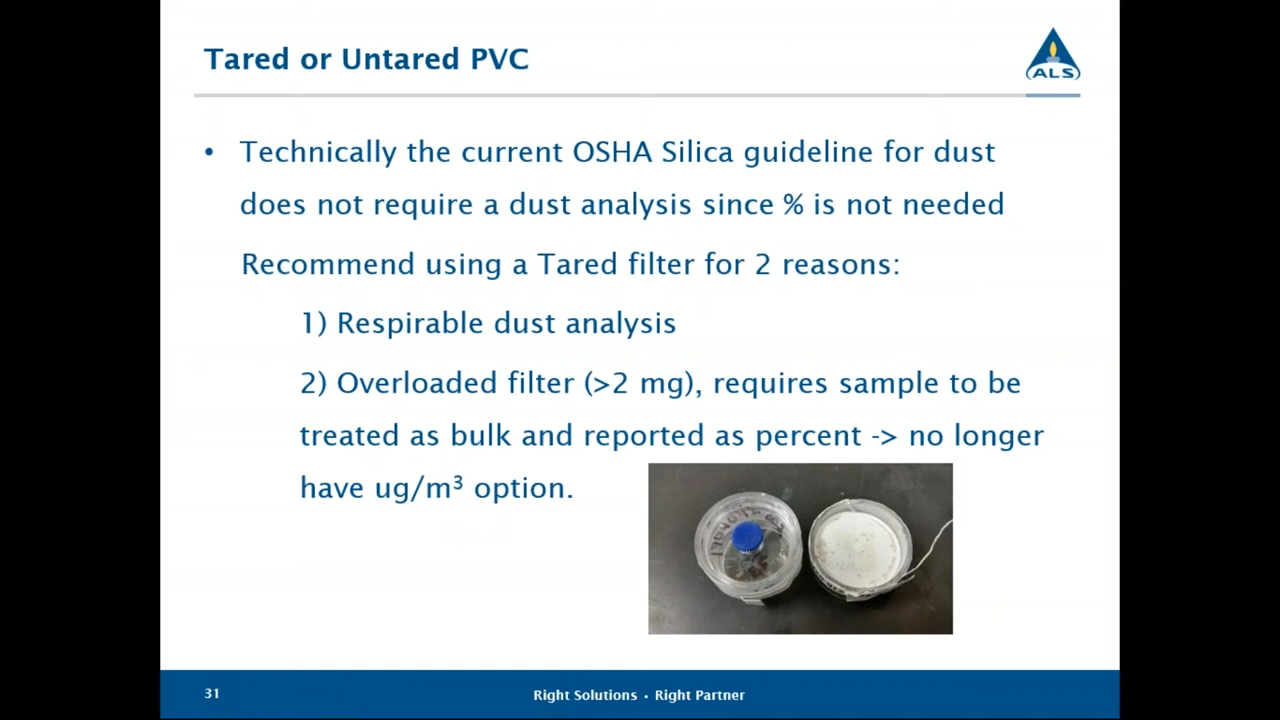 Tared or Untared PVC
ALS
• Technically the current OSHA Silica guideline for dust
does not require a dust analysis since % is not needed
Recommend using a Tared filter for 2 reasons:
1) Respirable dust analysis
2) Overloaded filter (>2 mg), requires sample to be
treated as bulk and reported as percent -> no longer
have ug/m³ option.
31
Right Solutions • Right Partner